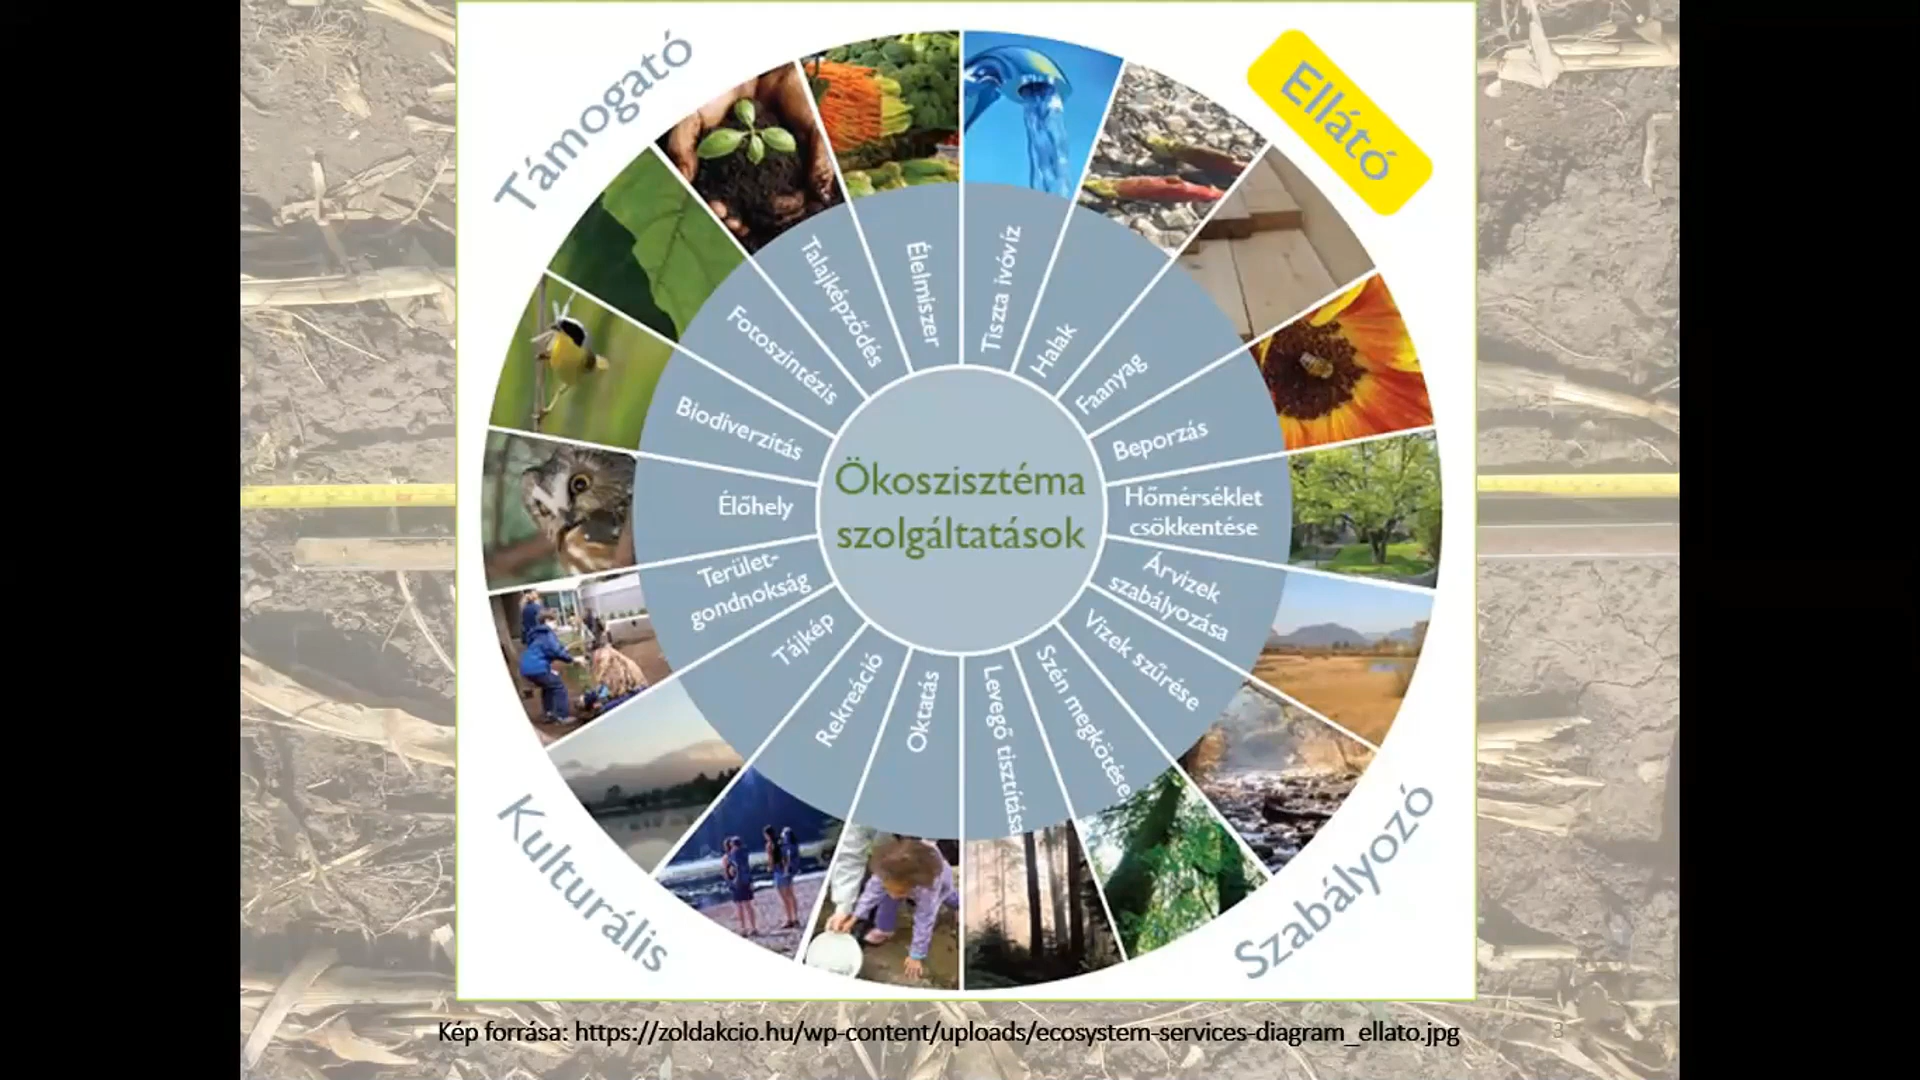 Támogató
Ellátó
Élelmiszer
Tiszta ivóvíz
Halak
Faanyag
Beporzás
Hőmérséklet
csökkentése
Árvizek
szabályozása
Vizek szűrése
Szén megkötése
Levegő tisztítása
Oktatás
Rekreáció
Tájkép
Terület-
gondnokság
Élőhely
Biodiverzitás
Fotoszintézis
Talajképződés
Ökoszisztéma
szolgáltatások
Kulturális
Szabályozó
Kép forrása: https://zoldakcio.hu/wp-content/uploads/ecosystem-services-diagram_ellato.jpg
3